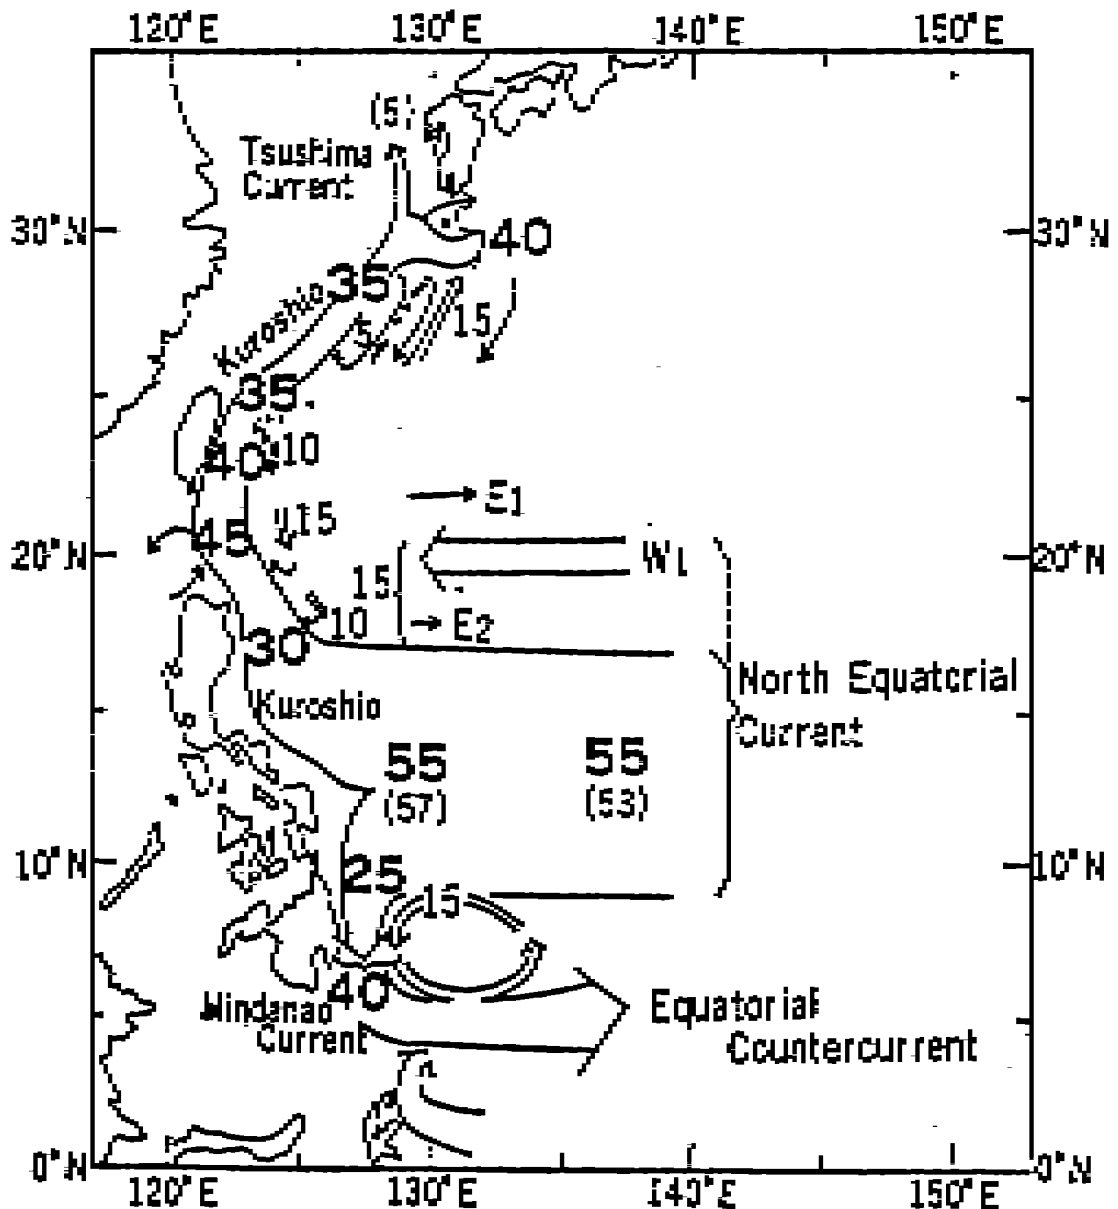 120°E 130°E 140°E 150°E
(5)
Tsushima
Current
30°N 30°N
40
35
Kuroshio
15
35
40
10
E1
15
45
20°N 20°N
W1
15
10
E2
30
North Equatorial
Current
Kuroshio
55 55
(57) (53)
10°N 10°N
25
15
40
Mindanao
Current
Equatorial
Countercurrent
0°N 0°N
120°E 130°E 140°E 150°E